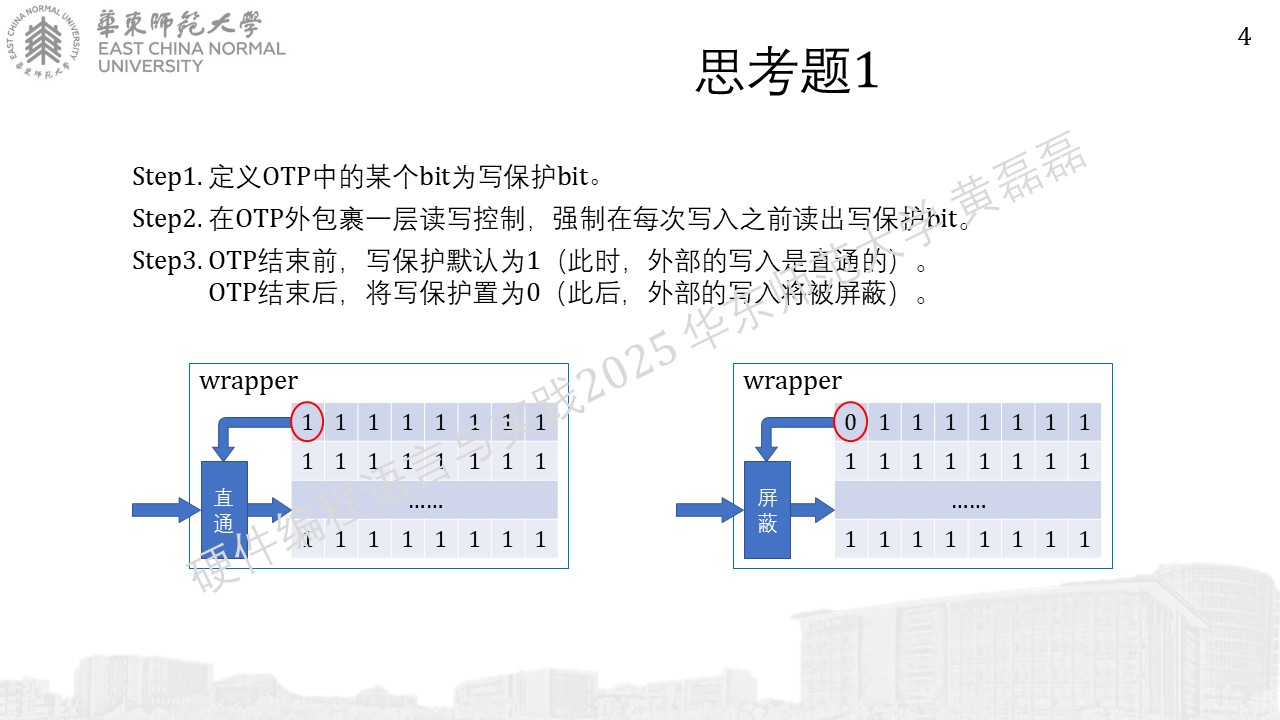 華東師範大學
EAST CHINA NORMAL
UNIVERSITY
EAST CHINA NORMAL UNIVERSITY
華東师范大学
4
思考题1
Step1. 定义OTP中的某个bit为写保护bit。
Step2. 在OTP外包裹一层读写控制，强制在每次写入之前读出写保护bit。
Step3. OTP结束前，写保护默认为1（此时，外部的写入是直通的）。
OTP结束后，将写保护置为0（此后，外部的写入将被屏蔽）。
硬件编程语言与实践2025 华东师范大学 黄磊磊
wrapper
1 1 1 1 1 1 1 1
1 1 1 1 1 1 1 1
直通
……
1 1 1 1 1 1 1 1
wrapper
0 1 1 1 1 1 1 1
1 1 1 1 1 1 1 1
屏蔽
……
1 1 1 1 1 1 1 1